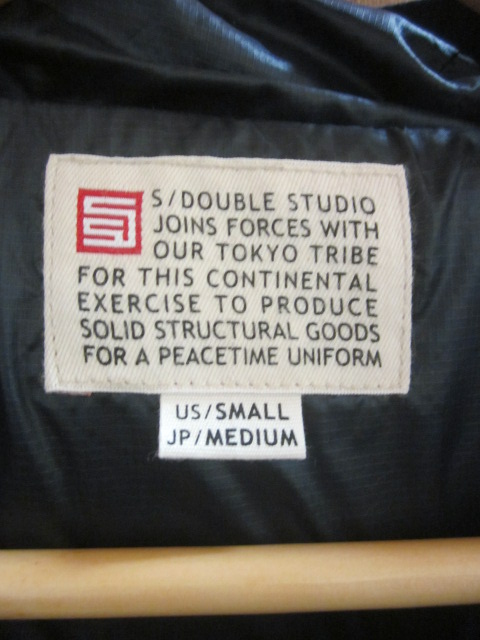 S/DOUBLE STUDIO
JOINS FORCES WITH
OUR TOKYO TRIBE
FOR THIS CONTINENTAL
EXERCISE TO PRODUCE
SOLID STRUCTURAL GOODS
FOR A PEACETIME UNIFORM
US/SMALL
JP/MEDIUM